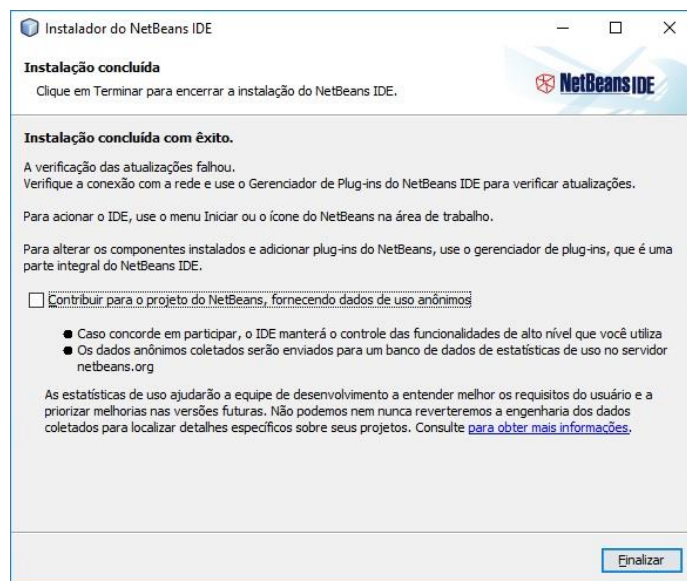 Instalador do NetBeans IDE
Instalação concluída
Clique em Terminar para encerrar a instalação do NetBeans IDE.
NetBeans IDE
Instalação concluída com êxito.
A verificação das atualizações falhou.
Verifique a conexão com a rede e use o Gerenciador de Plug-ins do NetBeans IDE para verificar atualizações.
Para acionar o IDE, use o menu Iniciar ou o ícone do NetBeans na área de trabalho.
Para alterar os componentes instalados e adicionar plug-ins do NetBeans, use o gerenciador de plug-ins, que é uma
parte integral do NetBeans IDE.
Contribuir para o projeto do NetBeans, fornecendo dados de uso anônimos
● Caso concorde em participar, o IDE manterá o controle das funcionalidades de alto nível que você utiliza
● Os dados anônimos coletados serão enviados para um banco de dados de estatísticas de uso no servidor
netbeans.org
As estatísticas de uso ajudarão a equipe de desenvolvimento a entender melhor os requisitos do usuário e a
priorizar melhorias nas versões futuras. Não podemos nem nunca reverteremos a engenharia dos dados
coletados para localizar detalhes específicos sobre seus projetos. Consulte para obter mais informações.
Finalizar